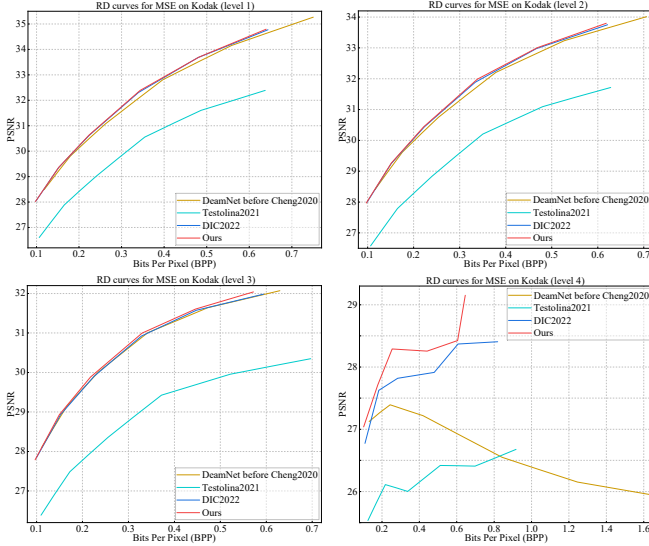 RD curves for MSE on Kodak (level 1)
35
34
33
32
31
30
29
28
27
PSNR
0.1
0.2
0.3
0.4
0.5
0.6
0.7
Bits Per Pixel (BPP)
DeamNet before Cheng2020
Testolina2021
DIC2022
Ours
RD curves for MSE on Kodak (level 2)
34
33
32
31
30
29
28
27
PSNR
0.1
0.2
0.3
0.4
0.5
0.6
0.7
Bits Per Pixel (BPP)
DeamNet before Cheng2020
Testolina2021
DIC2022
Ours
RD curves for MSE on Kodak (level 3)
32
31
30
29
28
27
PSNR
0.1
0.2
0.3
0.4
0.5
0.6
0.7
Bits Per Pixel (BPP)
DeamNet before Cheng2020
Testolina2021
DIC2022
Ours
RD curves for MSE on Kodak (level 4)
29
28
27
26
PSNR
0.2
0.4
0.6
0.8
1.0
1.2
1.4
1.6
Bits Per Pixel (BPP)
DeamNet before Cheng2020
Testolina2021
DIC2022
Ours